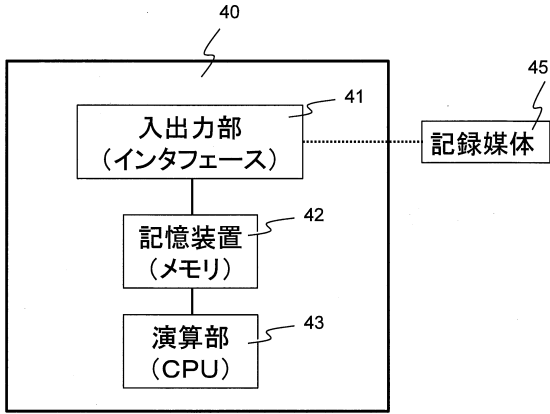 40
41
45
入出力部
(インタフェース)
記録媒体
42
記憶装置
(メモリ)
43
演算部
(CPU)